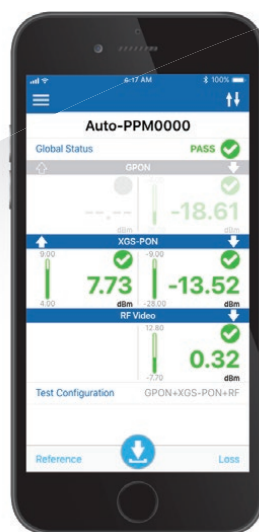 6:17 AM 100%
Auto-PPM0000
Global Status PASS
GPON
--.-- -18.61
dBm dBm
XGS-PON
9.00 -9.00
7.73 -13.52
4.00 dBm -28.00 dBm
RF Video
12.80
0.32
-7.70 dBm
Test Configuration GPON+XGS-PON+RF
Reference Loss